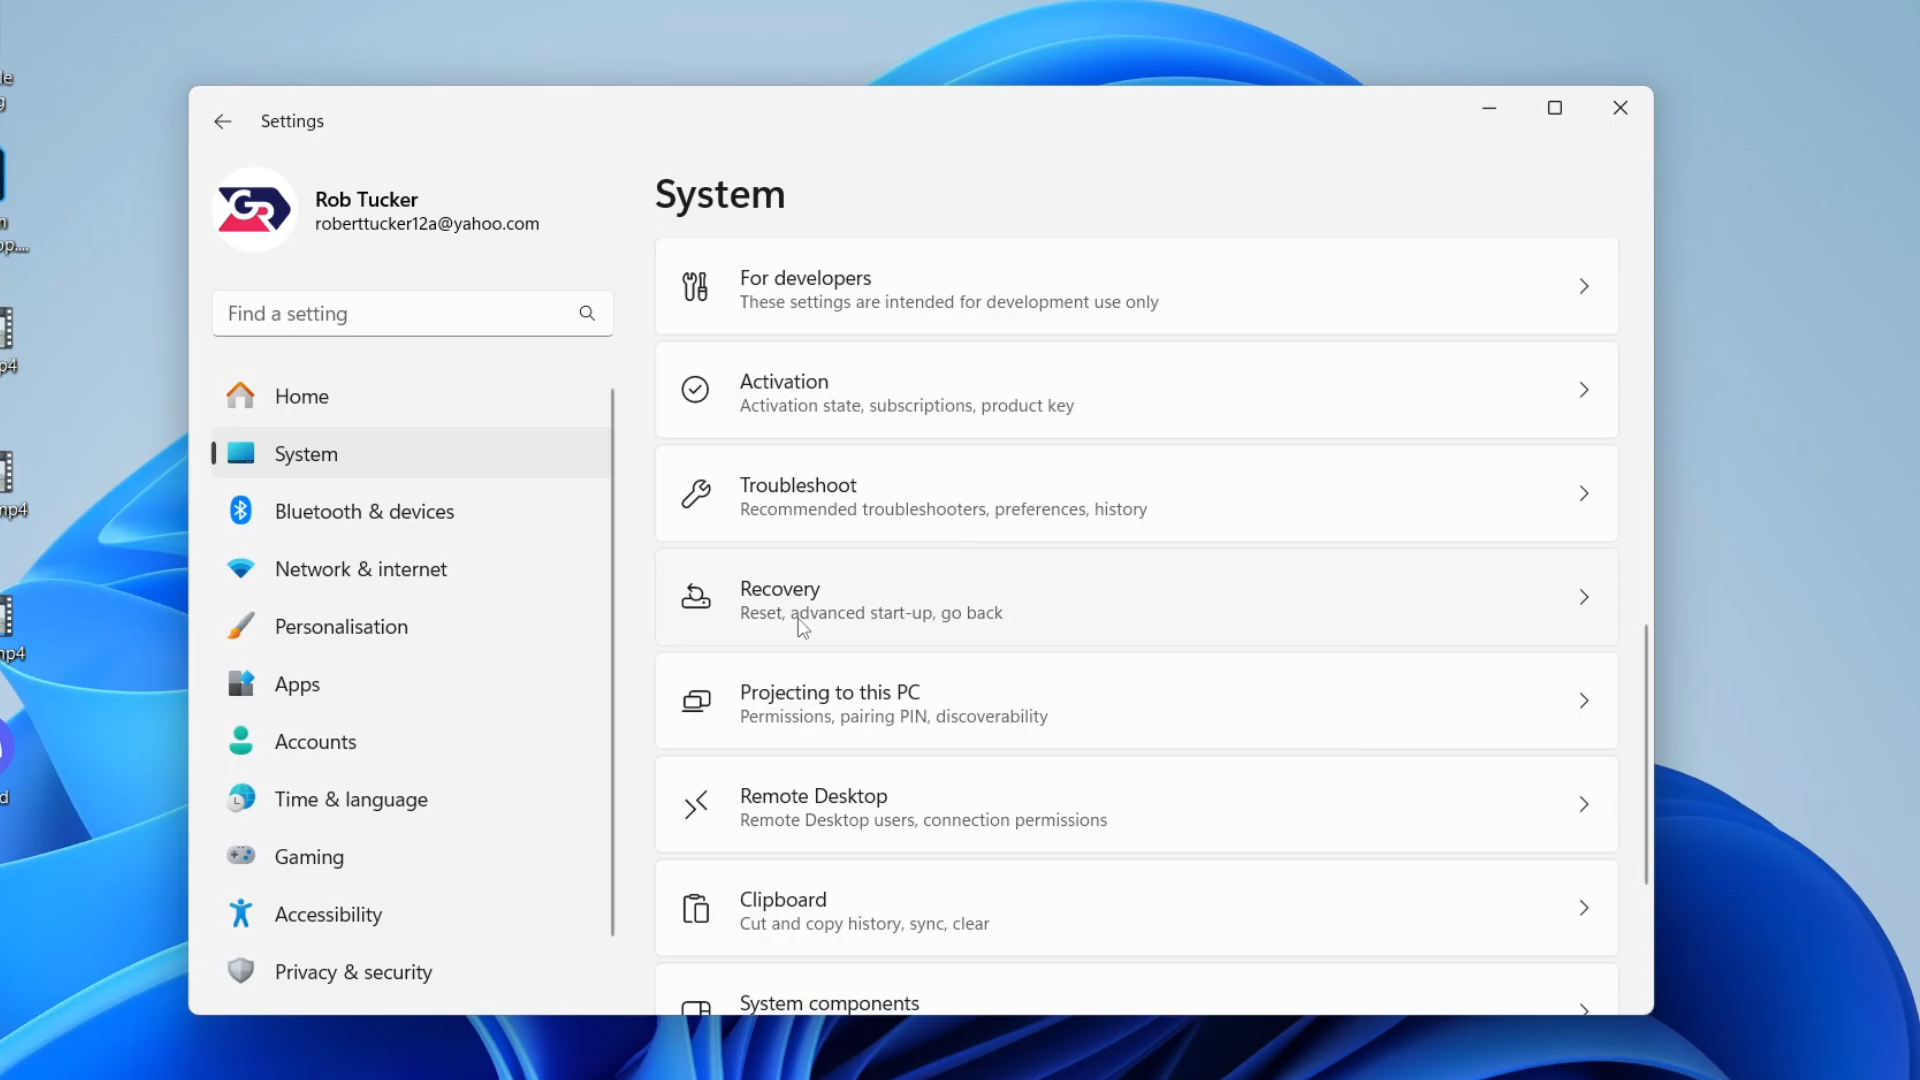 Settings
Rob Tucker
roberttucker12a@yahoo.com
Find a setting
Home
System
Bluetooth & devices
Network & internet
Personalisation
Apps
Accounts
Time & language
Gaming
Accessibility
Privacy & security
System
For developers
These settings are intended for development use only
Activation
Activation state, subscriptions, product key
Troubleshoot
Recommended troubleshooters, preferences, history
Recovery
Reset, advanced start-up, go back
Projecting to this PC
Permissions, pairing PIN, discoverability
Remote Desktop
Remote Desktop users, connection permissions
Clipboard
Cut and copy history, sync, clear
System components